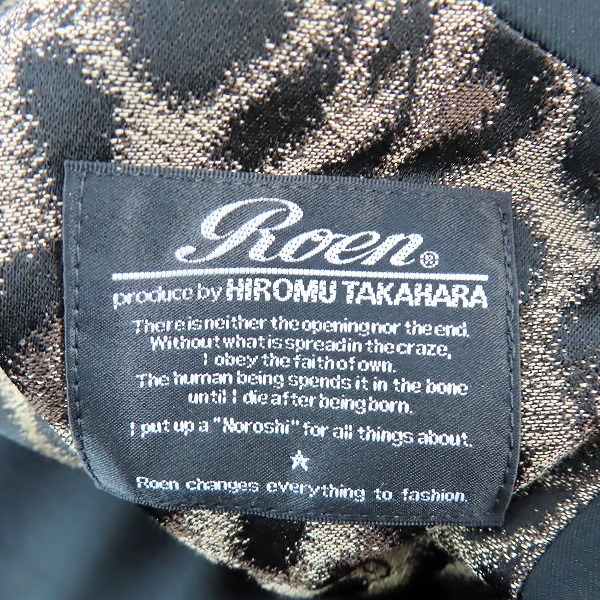 Roen®
produce by HIROMU TAKAHARA
There is neither the opening nor the end.
Without what is spread in the craze,
I obey the faith of own.
The human being spends it in the bone
until I die after being born.
I put up a "Noroshi" for all things about.
Roen changes everything to fashion.